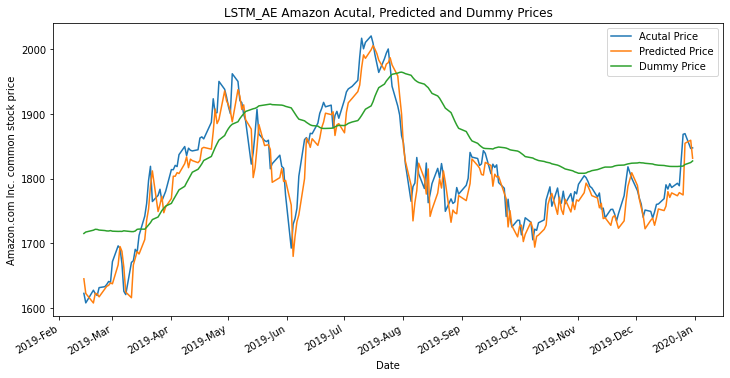 LSTM_AE Amazon Acutal, Predicted and Dummy Prices
Acutal Price
Predicted Price
Dummy Price
Amazon.com Inc. common stock price
2000
1900
1800
1700
1600
2019-Feb
2019-Mar
2019-Apr
2019-May
2019-Jun
2019-Jul
2019-Aug
2019-Sep
2019-Oct
2019-Nov
2019-Dec
2020-Jan
Date